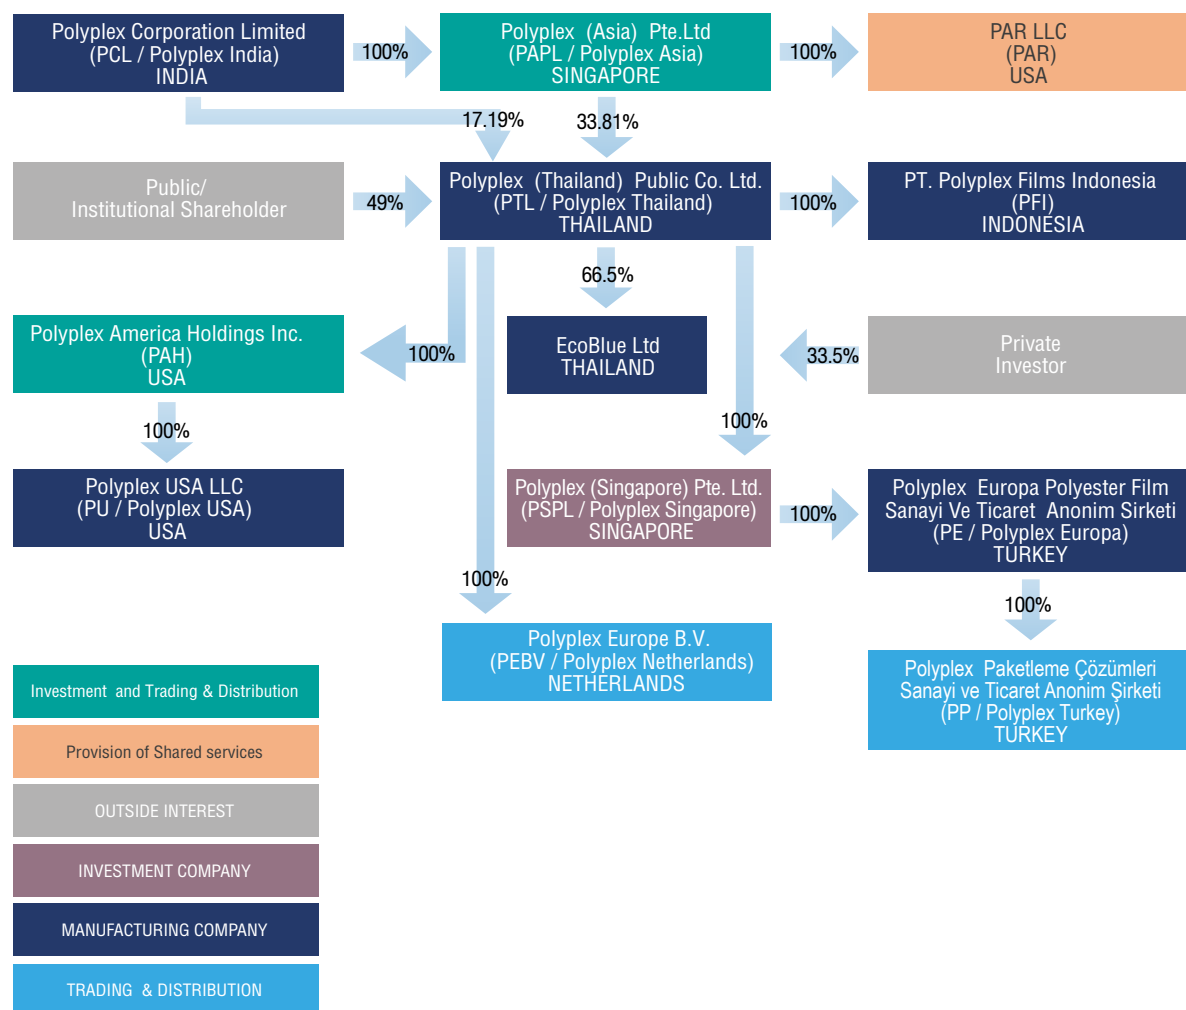 Polyplex Corporation Limited
(PCL / Polyplex India)
INDIA
100%
Polyplex (Asia) Pte.Ltd
(PAPL / Polyplex Asia)
SINGAPORE
100%
PAR LLC
(PAR)
USA
17.19%
33.81%
Public/
Institutional Shareholder
49%
Polyplex (Thailand) Public Co. Ltd.
(PTL / Polyplex Thailand)
THAILAND
100%
PT. Polyplex Films Indonesia
(PFI)
INDONESIA
66.5%
Polyplex America Holdings Inc.
(PAH)
USA
100%
EcoBlue Ltd
THAILAND
33.5%
Private
Investor
100%
100%
Polyplex USA LLC
(PU / Polyplex USA)
USA
Polyplex (Singapore) Pte. Ltd.
(PSPL / Polyplex Singapore)
SINGAPORE
100%
Polyplex Europa Polyester Film
Sanayi Ve Ticaret Anonim Sirketi
(PE / Polyplex Europa)
TURKEY
100%
100%
Polyplex Europe B.V.
(PEBV / Polyplex Netherlands)
NETHERLANDS
Polyplex Paketleme Çözümleri
Sanayi ve Ticaret Anonim Şirketi
(PP / Polyplex Turkey)
TURKEY
Investment and Trading & Distribution
Provision of Shared services
OUTSIDE INTEREST
INVESTMENT COMPANY
MANUFACTURING COMPANY
TRADING & DISTRIBUTION